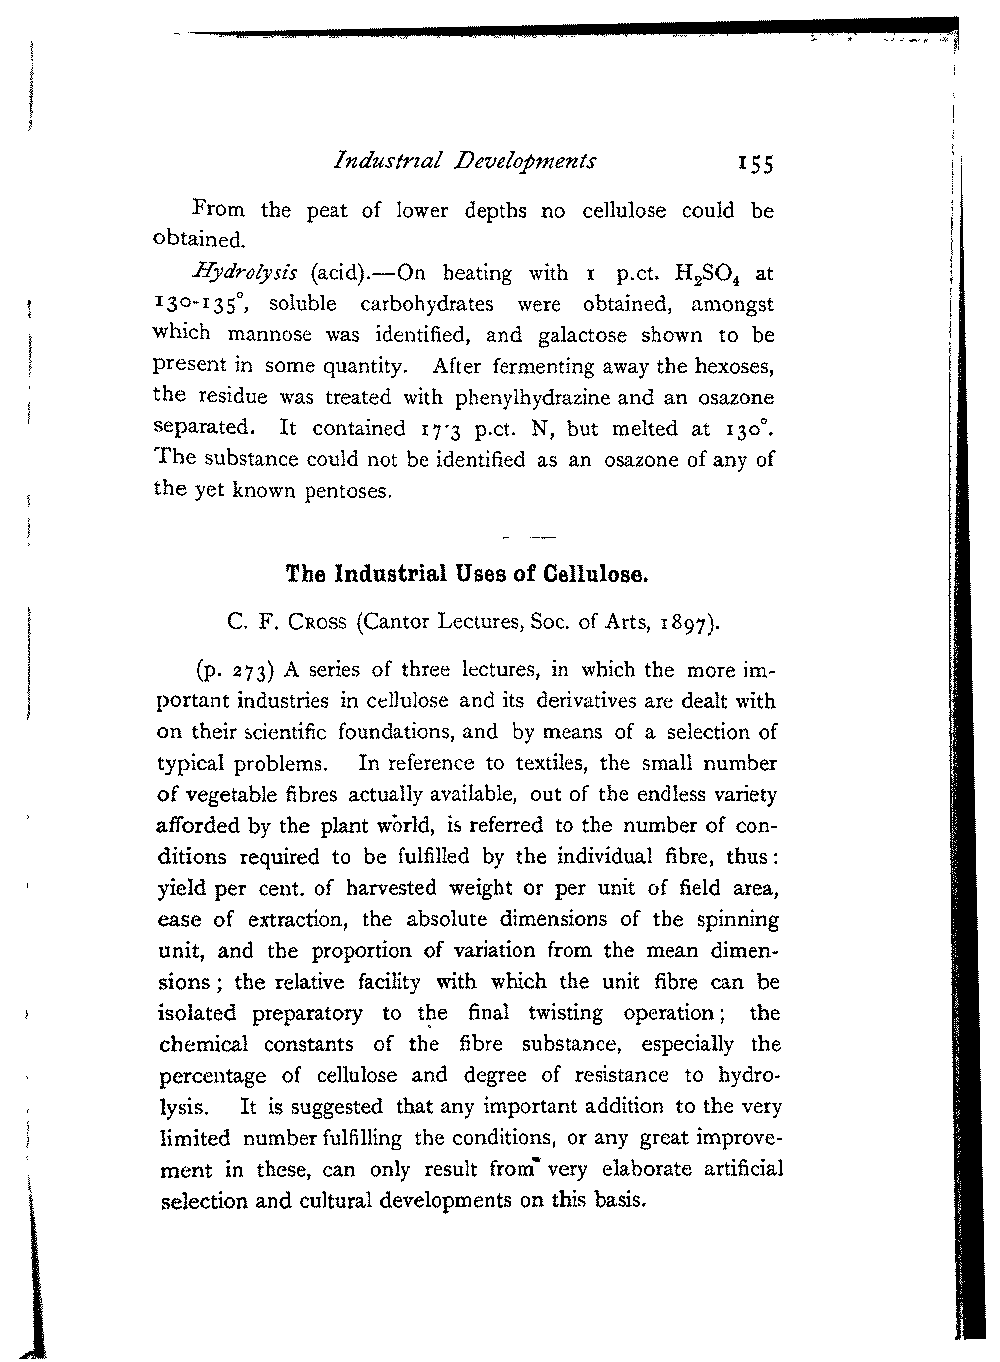 Industrial Developments 155
From the peat of lower depths no cellulose could be
obtained.
Hydrolysis (acid).—On heating with 1 p.ct. H₂SO₄ at
130-135°, soluble carbohydrates were obtained, amongst
which mannose was identified, and galactose shown to be
present in some quantity. After fermenting away the hexoses,
the residue was treated with phenylhydrazine and an osazone
separated. It contained 17·3 p.ct. N, but melted at 130°.
The substance could not be identified as an osazone of any of
the yet known pentoses.
The Industrial Uses of Cellulose.
C. F. CROSS (Cantor Lectures, Soc. of Arts, 1897).
(p. 273) A series of three lectures, in which the more im-
portant industries in cellulose and its derivatives are dealt with
on their scientific foundations, and by means of a selection of
typical problems. In reference to textiles, the small number
of vegetable fibres actually available, out of the endless variety
afforded by the plant world, is referred to the number of con-
ditions required to be fulfilled by the individual fibre, thus:
yield per cent. of harvested weight or per unit of field area,
ease of extraction, the absolute dimensions of the spinning
unit, and the proportion of variation from the mean dimen-
sions; the relative facility with which the unit fibre can be
isolated preparatory to the final twisting operation; the
chemical constants of the fibre substance, especially the
percentage of cellulose and degree of resistance to hydro-
lysis. It is suggested that any important addition to the very
limited number fulfilling the conditions, or any great improve-
ment in these, can only result from very elaborate artificial
selection and cultural developments on this basis.